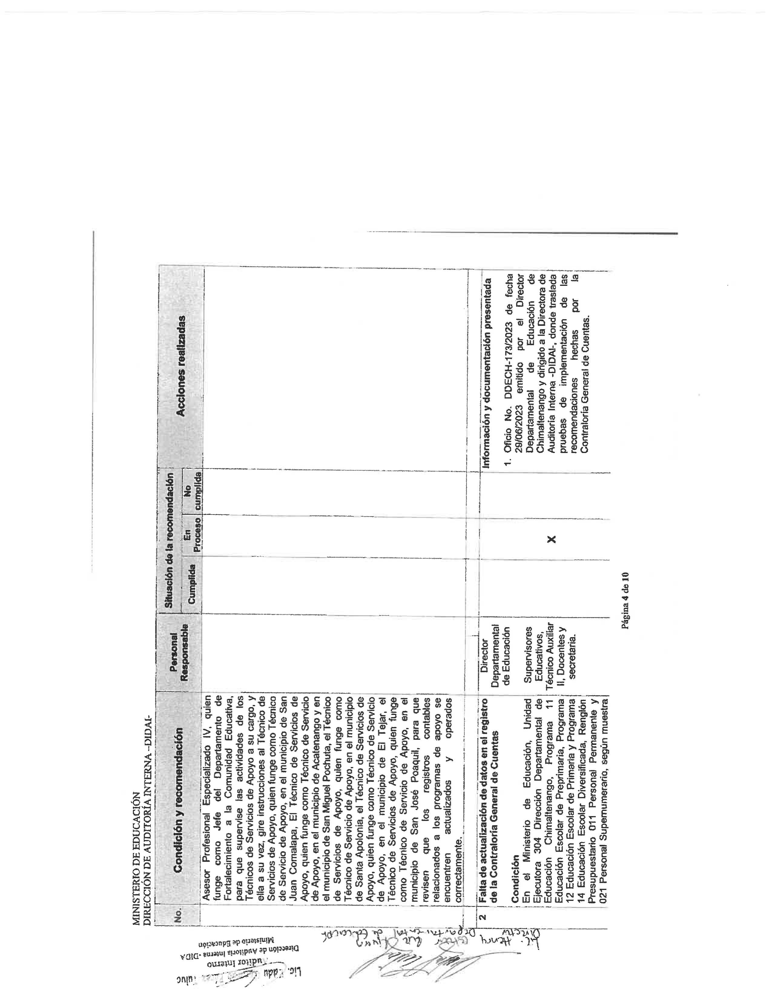 MINISTERIO DE EDUCACIÓN
DIRECCIÓN DE AUDITORÍA INTERNA –DIDAI-
No.
Condición y recomendación
Personal
Responsable
Situación de la recomendación
Cumplida
En
Proceso
No
cumplida
Acciones realizadas
Asesor Profesional Especializado IV, quien
funge como Jefe del Departamento de
Fortalecimiento a la Comunidad Educativa,
para que supervise las actividades de los
Técnicos de Servicios de Apoyo a su cargo, y
ella a su vez, gire instrucciones al Técnico de
Servicios de Apoyo, quien funge como Técnico
de Servicio de Apoyo, en el municipio de San
Juan Comalapa, El Técnico de Servicios de
Apoyo, quien funge como Técnico de Servicio
de Apoyo, en el municipio de Acatenango y en
el municipio de San Miguel Pochuta, el Técnico
de Servicios de Apoyo, quien funge como
Técnico de Servicio de Apoyo, en el municipio
de Santa Apolonia, el Técnico de Servicios de
Apoyo, quien funge como Técnico de Servicio
de Apoyo, en el municipio de El Tejar, el
Técnico de Servicios de Apoyo, quien funge
como Técnico de Servicio de Apoyo, en el
municipio de San José Poaquil, para que
revisen que los registros contables
relacionados a los programas de apoyo se
encuentren actualizados y operados
correctamente.
2
Falta de actualización de datos en el registro
de la Contraloría General de Cuentas
Condición
En el Ministerio de Educación, Unidad
Ejecutora 304 Dirección Departamental de
Educación Chimaltenango, Programa 11
Educación Escolar de Preprimaria, Programa
12 Educación Escolar de Primaria y Programa
14 Educación Escolar Diversificada, Renglón
Presupuestario 011 Personal Permanente y
021 Personal Supernumerario, según muestra
Director
Departamental
de Educación
Supervisores
Educativos,
Técnico Auxiliar
II, Docentes y
secretaria.
X
Información y documentación presentada
1. Oficio No. DDECH-173/2023 de fecha
29/06/2023 emitido por el Director
Departamental de Educación de
Chimaltenango y dirigido a la Directora de
Auditoría Interna -DIDAI-, donde traslada
pruebas de implementación de las
recomendaciones hechas por la
Contraloría General de Cuentas.
Página 4 de 10
Lic. Tuluc
Auditor Interno
Dirección de Auditoria Interna -DIDA
Ministerio de Educación
Lic. Henry
Director Departamental de Educación